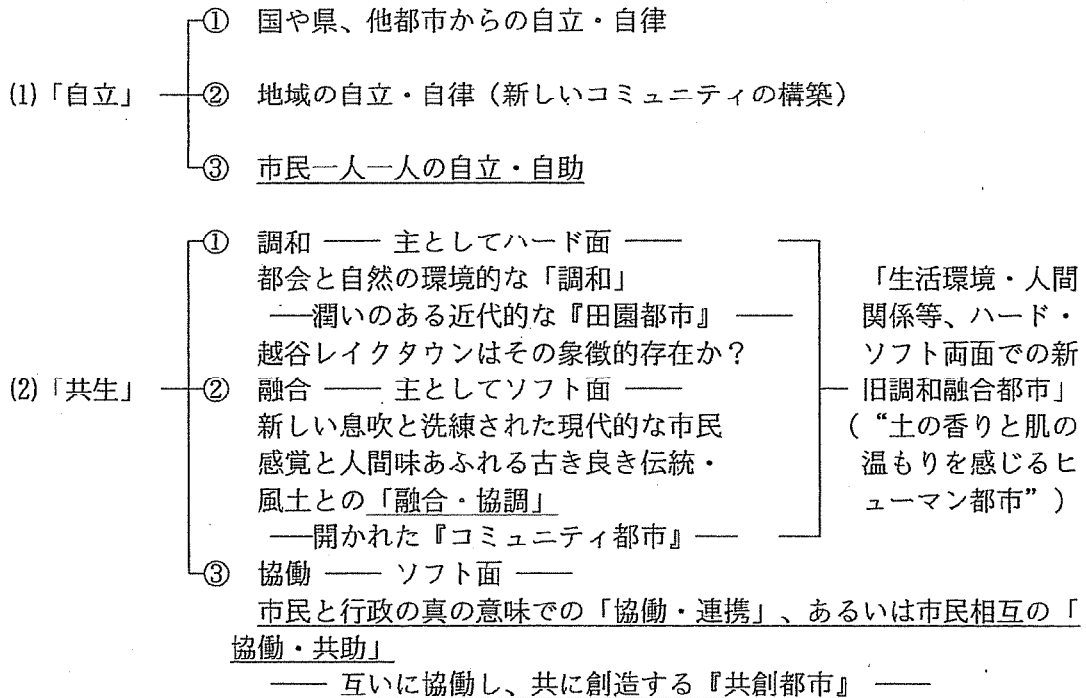 ① 国や県、他都市からの自立・自律
(1)「自立」 ② 地域の自立・自律（新しいコミュニティの構築）
③ 市民一人一人の自立・自助
① 調和 ── 主としてハード面 ──
都会と自然の環境的な「調和」
──潤いのある近代的な『田園都市』 ──
越谷レイクタウンはその象徴的存在か？
(2)「共生」 ② 融合 ── 主としてソフト面 ──
新しい息吹と洗練された現代的な市民
感覚と人間味あふれる古き良き伝統・
風土との「融合・協調」
──開かれた『コミュニティ都市』──
「生活環境・人間
関係等、ハード・
ソフト両面での新
旧調和融合都市」
（“土の香りと肌の
温もりを感じるヒ
ューマン都市”）
③ 協働 ── ソフト面 ──
市民と行政の真の意味での「協働・連携」、あるいは市民相互の「
協働・共助」
── 互いに協働し、共に創造する『共創都市』 ──